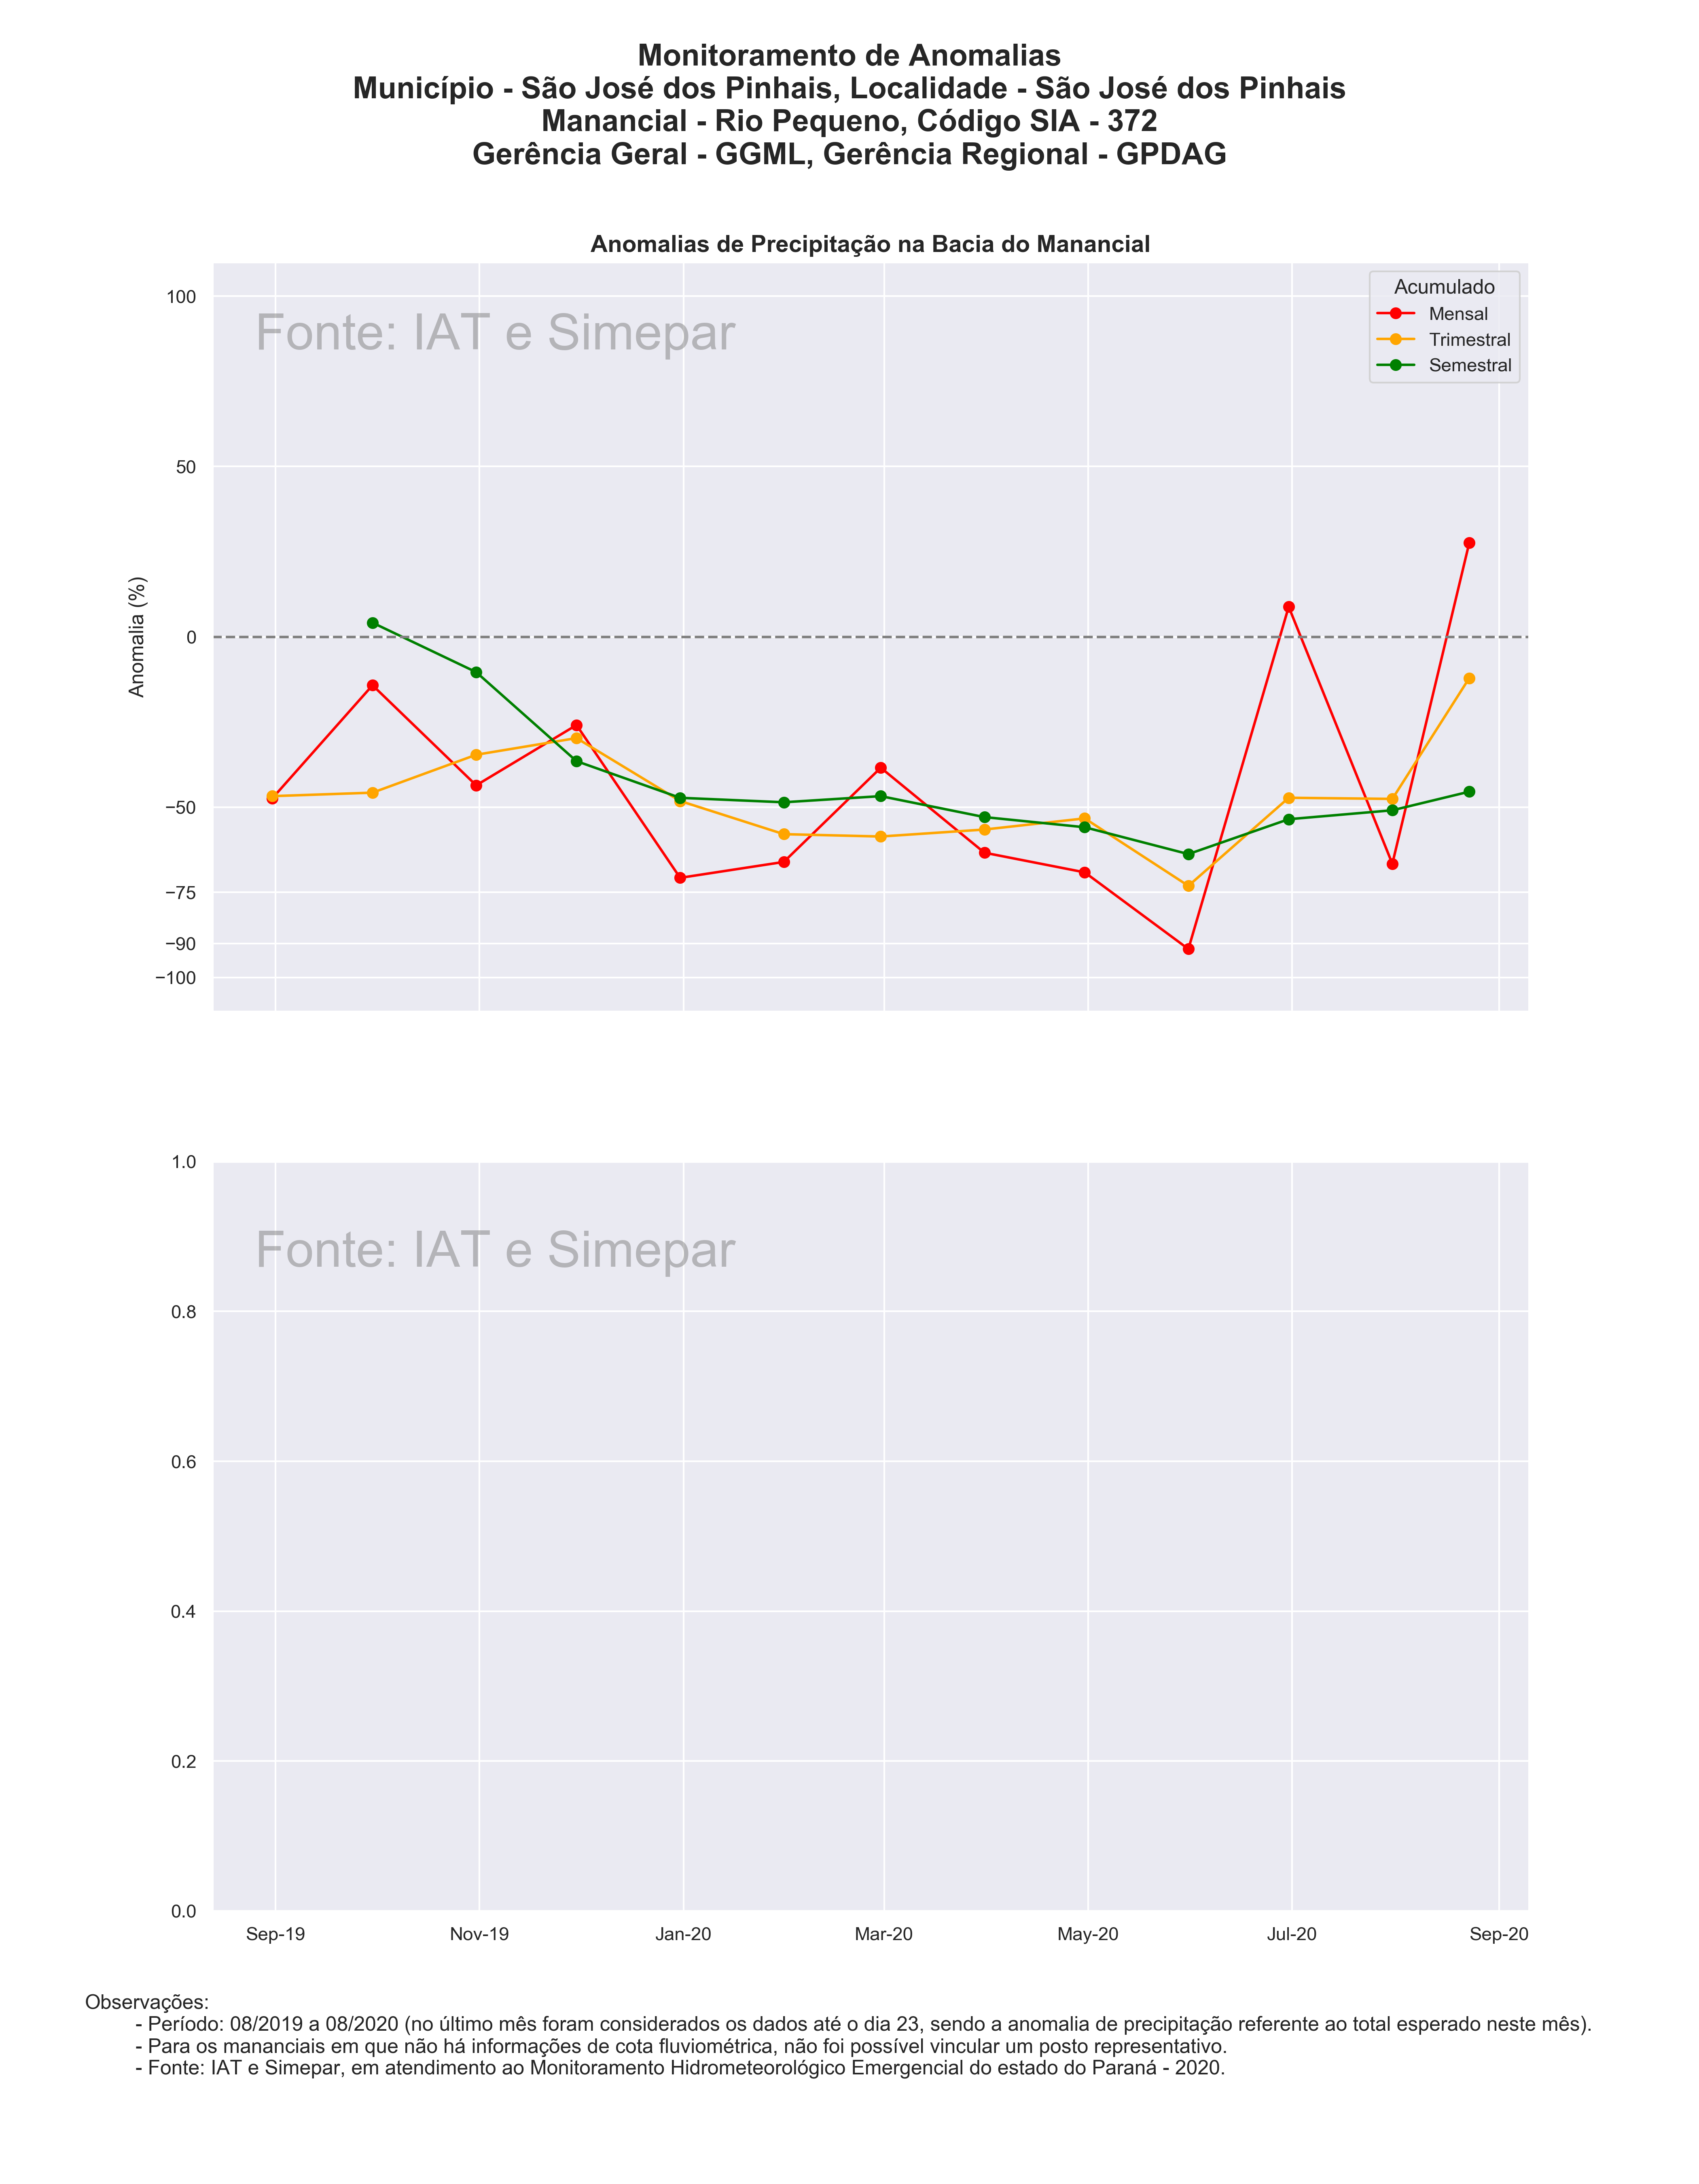 Monitoramento de Anomalias
Município - São José dos Pinhais, Localidade - São José dos Pinhais
Manancial - Rio Pequeno, Código SIA - 372
Gerência Geral - GGML, Gerência Regional - GPDAG
Anomalias de Precipitação na Bacia do Manancial
Fonte: IAT e Simepar
Acumulado
Mensal
Trimestral
Semestral
Anomalia (%)
100
50
0
−50
−75
−90
−100
Fonte: IAT e Simepar
1.0
0.8
0.6
0.4
0.2
0.0
Sep-19 Nov-19 Jan-20 Mar-20 May-20 Jul-20 Sep-20
Observações:
- Período: 08/2019 a 08/2020 (no último mês foram considerados os dados até o dia 23, sendo a anomalia de precipitação referente ao total esperado neste mês).
- Para os mananciais em que não há informações de cota fluviométrica, não foi possível vincular um posto representativo.
- Fonte: IAT e Simepar, em atendimento ao Monitoramento Hidrometeorológico Emergencial do estado do Paraná - 2020.